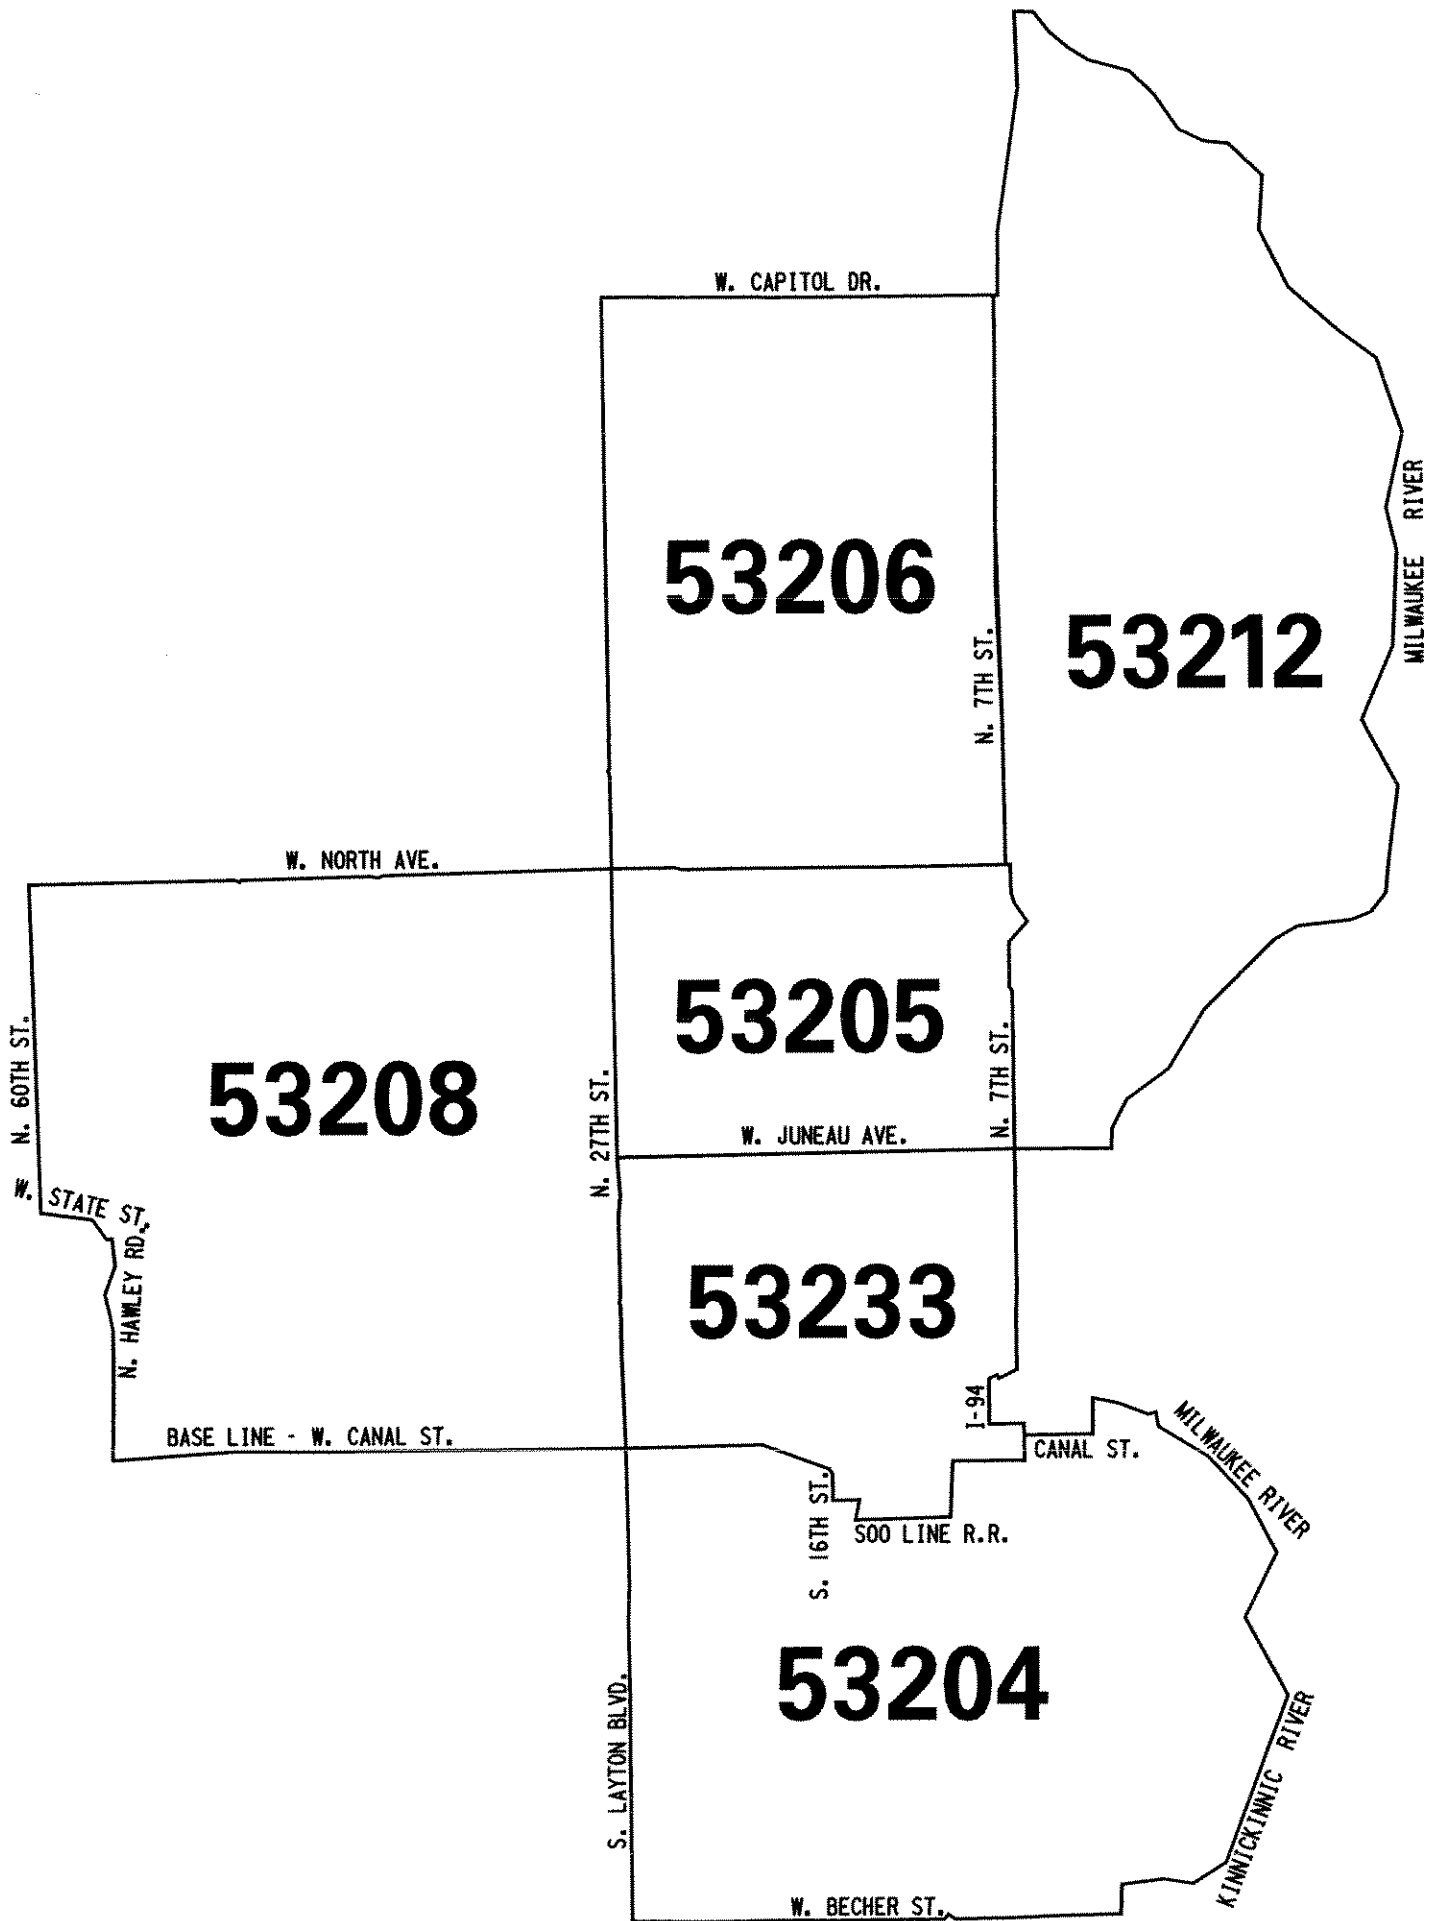 W. CAPITOL DR.
53206
N. 7TH ST.
53212
MILWAUKEE RIVER
W. NORTH AVE.
N. 60TH ST.
53208
N. 27TH ST.
53205
N. 7TH ST.
W. JUNEAU AVE.
W. STATE ST.
N. HAWLEY RD.
53233
I-94
BASE LINE - W. CANAL ST.
CANAL ST.
MILWAUKEE RIVER
S. 16TH ST.
SOO LINE R.R.
53204
S. LAYTON BLVD.
KINNICKINNIC RIVER
W. BECHER ST.